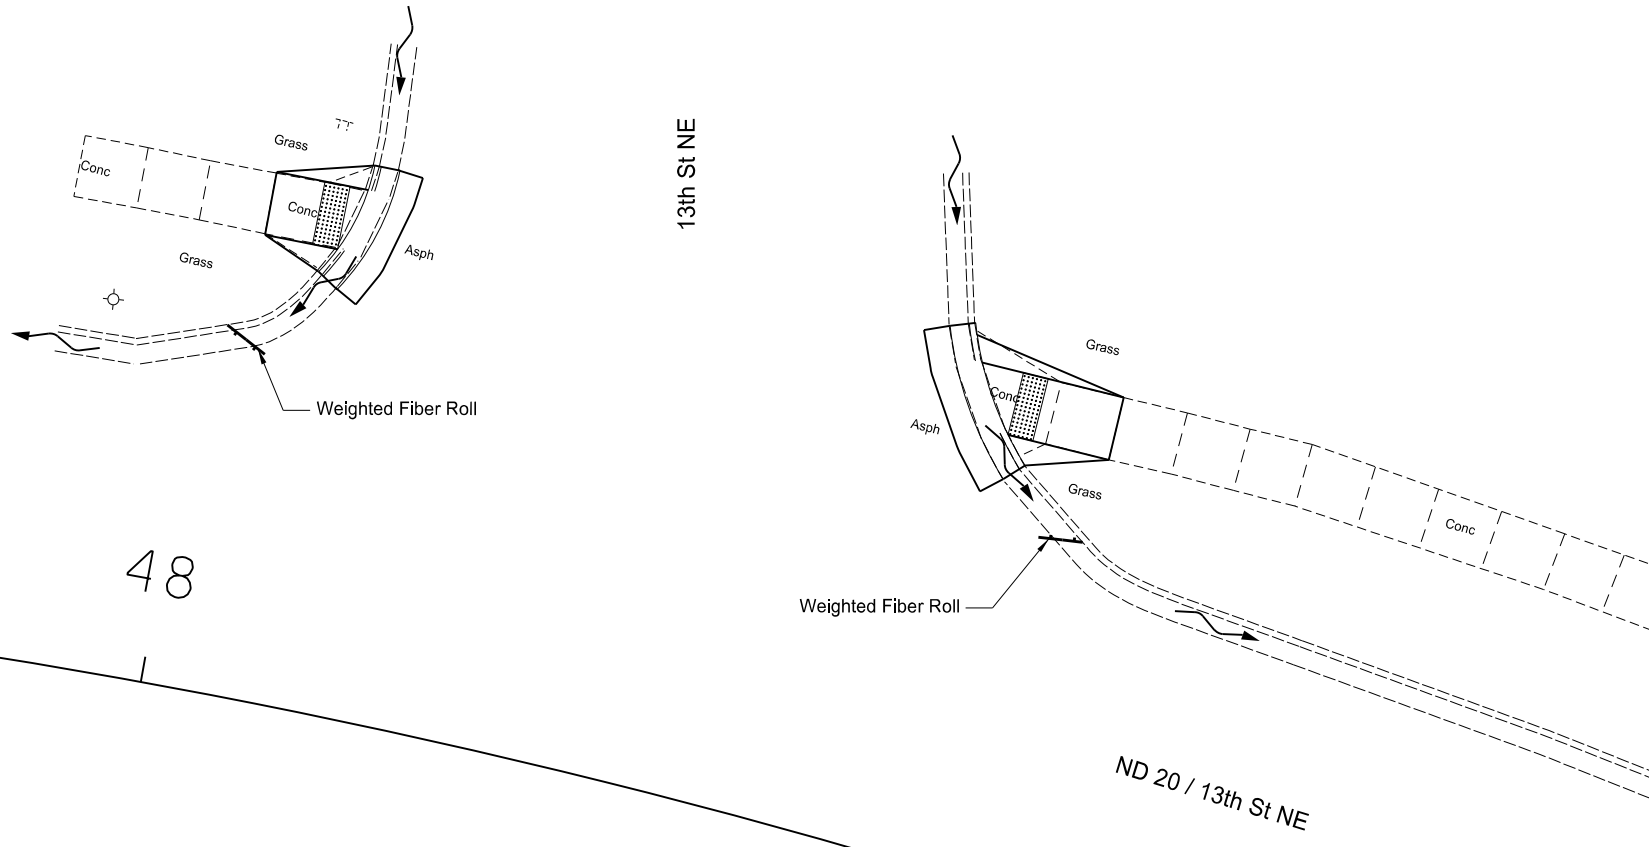 Grass
Conc
Conc
Grass
Asph
Weighted Fiber Roll
13th St NE
48
Grass
Conc
Asph
Grass
Conc
Weighted Fiber Roll
ND 20 / 13th St NE